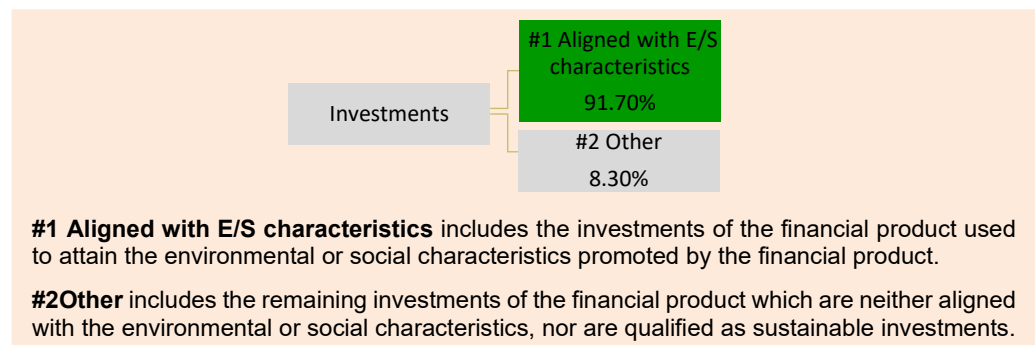 #1 Aligned with E/S
characteristics
91.70%
Investments
#2 Other
8.30%
#1 Aligned with E/S characteristics includes the investments of the financial product used
to attain the environmental or social characteristics promoted by the financial product.
#2Other includes the remaining investments of the financial product which are neither aligned
with the environmental or social characteristics, nor are qualified as sustainable investments.